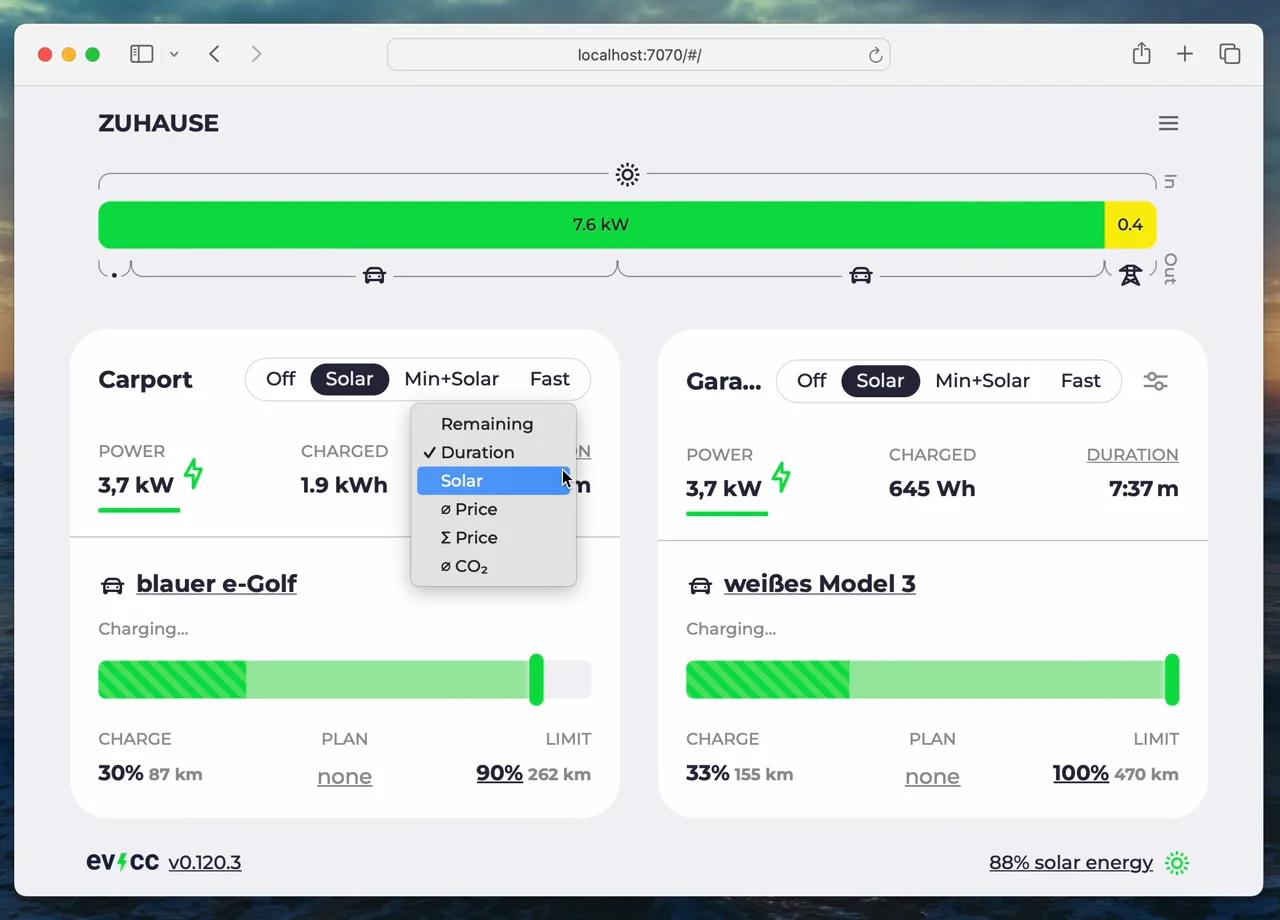 localhost:7070/#/
ZUHAUSE
In
7.6 kW 0.4
Out
Carport Off Solar Min+Solar Fast
Remaining
✓ Duration
Solar
⌀ Price
Σ Price
⌀ CO₂
POWER CHARGED N
3,7 kW 1.9 kWh m
blauer e-Golf
Charging...
CHARGE PLAN LIMIT
30% 87 km none 90% 262 km
Gara... Off Solar Min+Solar Fast
POWER CHARGED DURATION
3,7 kW 645 Wh 7:37 m
weißes Model 3
Charging...
CHARGE PLAN LIMIT
33% 155 km none 100% 470 km
evcc v0.120.3 88% solar energy